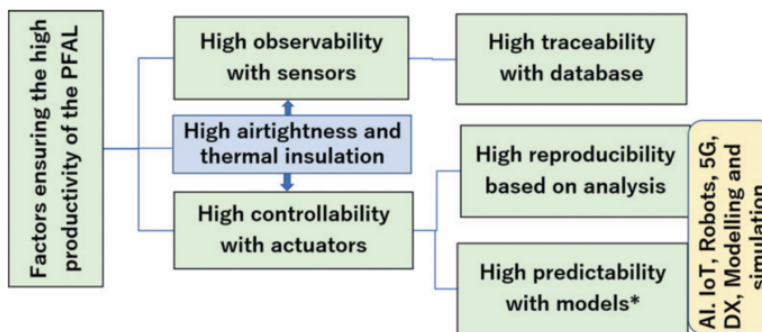 Factors ensuring the high
productivity of the PFAL
High observability
with sensors
High traceability
with database
High airtightness and
thermal insulation
High controllability
with actuators
High reproducibility
based on analysis
High predictability
with models*
AI. IoT, Robots, 5G,
DX, Modelling and
simulation